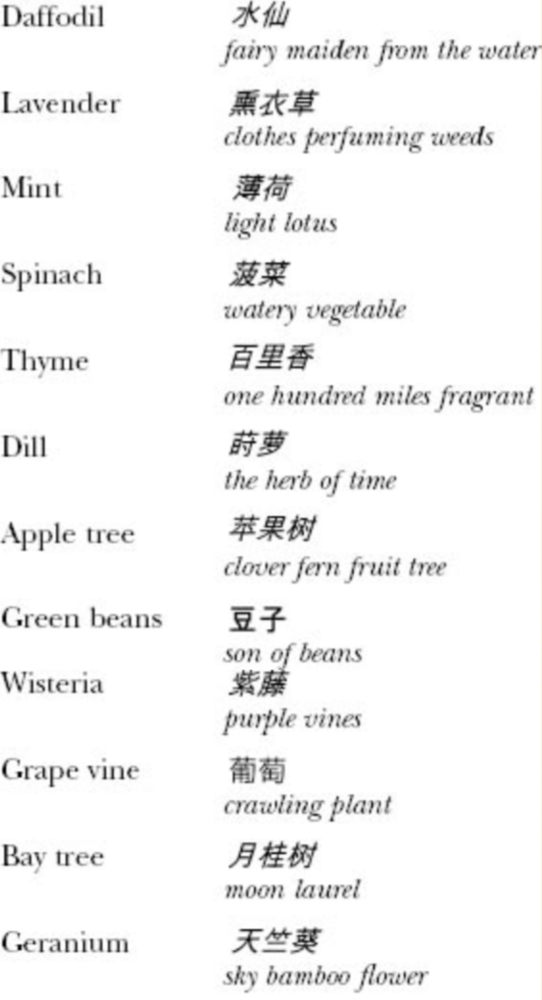 Daffodil 水仙
fairy maiden from the water
Lavender 熏衣草
clothes perfuming weeds
Mint 薄荷
light lotus
Spinach 菠菜
watery vegetable
Thyme 百里香
one hundred miles fragrant
Dill 莳萝
the herb of time
Apple tree 苹果树
clover fern fruit tree
Green beans 豆子
son of beans
Wisteria 紫藤
purple vines
Grape vine 葡萄
crawling plant
Bay tree 月桂树
moon laurel
Geranium 天竺葵
sky bamboo flower